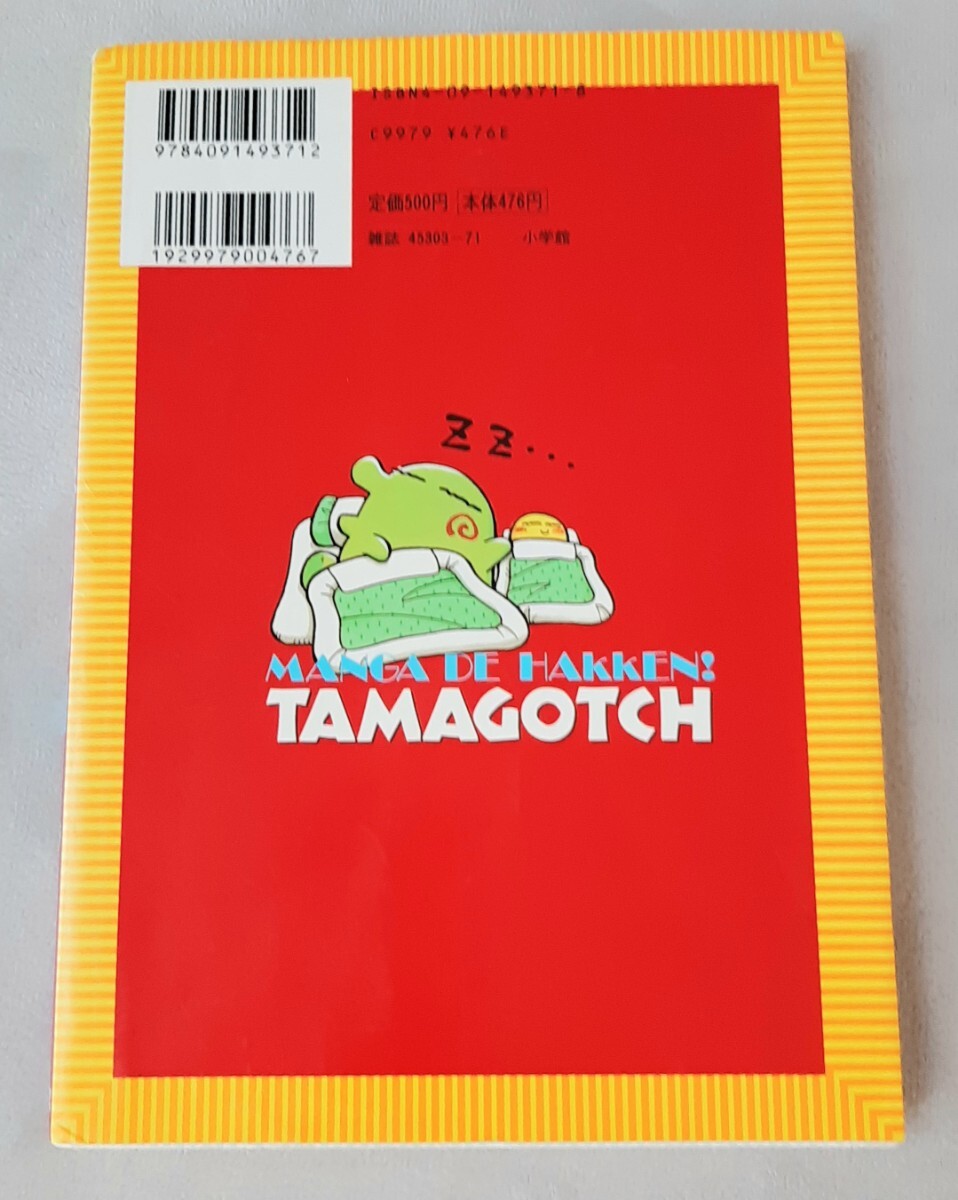 9784091493712
1929979004767
ISBN4-09-149371-8
C9979 ¥476E
定価500円 本体476円
雑誌 45303-71 小学館
ZZ...
MANGA DE HAKKEN!
TAMAGOTCH